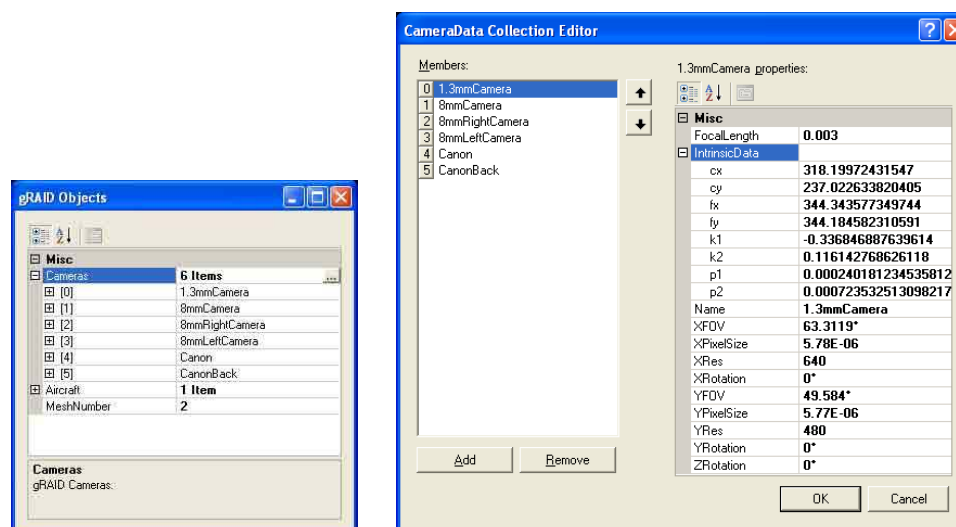 gRAID Objects
Misc
Cameras 6 Items ...
[0] 1.3mmCamera
[1] 8mmCamera
[2] 8mmRightCamera
[3] 8mmLeftCamera
[4] Canon
[5] CanonBack
Aircraft 1 Item
MeshNumber 2
Cameras
gRAID Cameras.
CameraData Collection Editor
Members:
0 1.3mmCamera
1 8mmCamera
2 8mmRightCamera
3 8mmLeftCamera
4 Canon
5 CanonBack
Add Remove
1.3mmCamera properties:
Misc
FocalLength 0.003
IntrinsicData
cx 318.19972431547
cy 237.022633820405
fx 344.343577349744
fy 344.184582310591
k1 -0.336846887639614
k2 0.116142768626118
p1 0.000240181234535812
p2 0.000723532513098217
Name 1.3mmCamera
XFOV 63.3119°
XPixelSize 5.78E-06
XRes 640
XRotation 0°
YFOV 49.584°
YPixelSize 5.77E-06
YRes 480
YRotation 0°
ZRotation 0°
OK Cancel